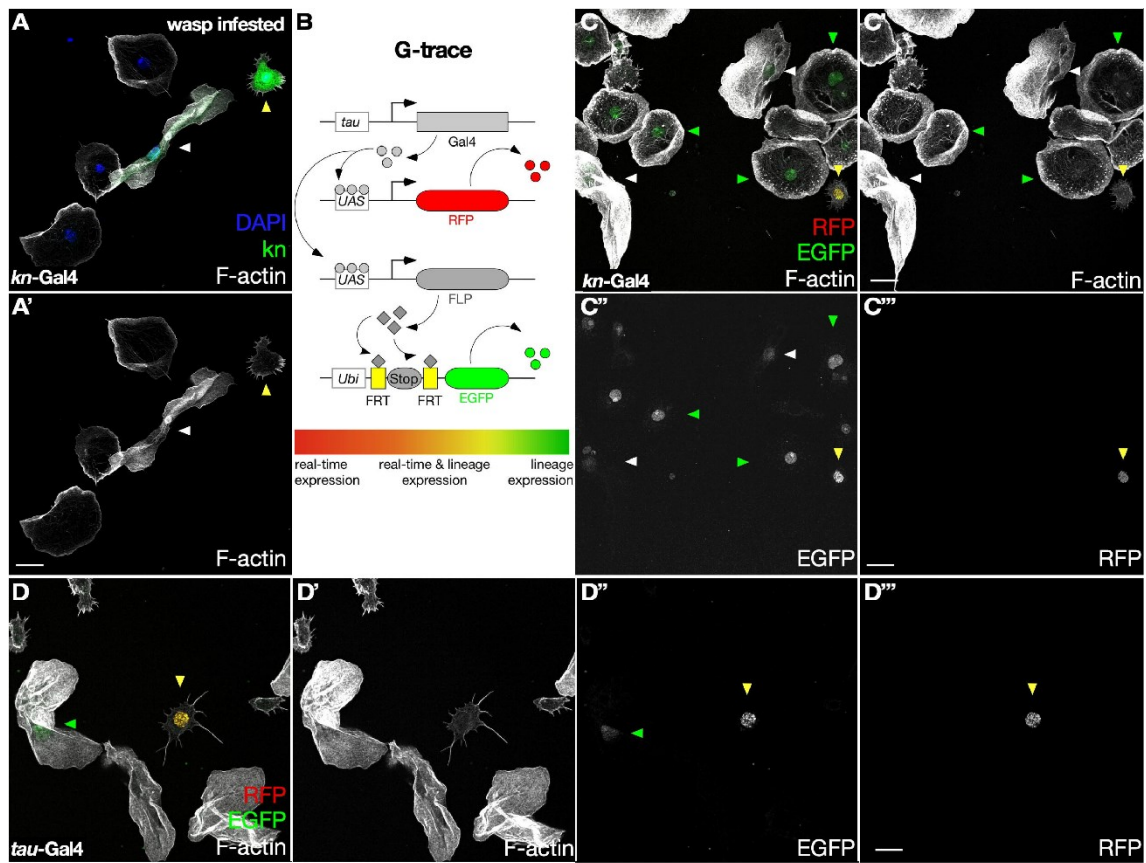 A
wasp infested
DAPI
kn
kn-Gal4
F-actin
A'
F-actin
B
G-trace
tau
Gal4
UAS
RFP
UAS
FLP
Ubi
Stop
FRT
FRT
EGFP
real-time
expression
real-time & lineage
expression
lineage
expression
C
RFP
EGFP
kn-Gal4
F-actin
C'
F-actin
C''
EGFP
C'''
RFP
D
RFP
EGFP
tau-Gal4
F-actin
D'
F-actin
D''
EGFP
D'''
RFP